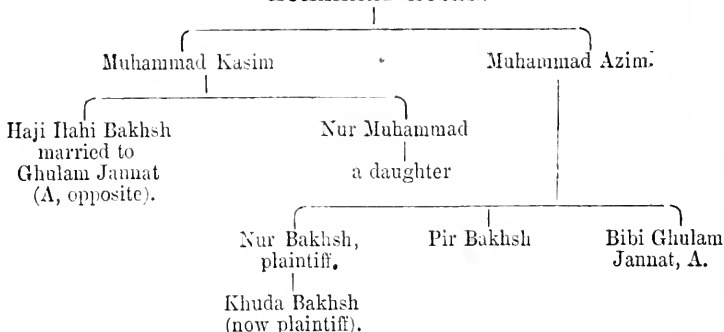 Muhammad Kasim
Muhammad Azim.
Haji Ilahi Bakhsh
married to
Ghulam Jannat
(A, opposite).
Nur Muhammad
a daughter
Nur Bakhsh,
plaintiff.
Khuda Bakhsh
(now plaintiff).
Pir Bakhsh
Bibi Ghulam
Jannat, A.